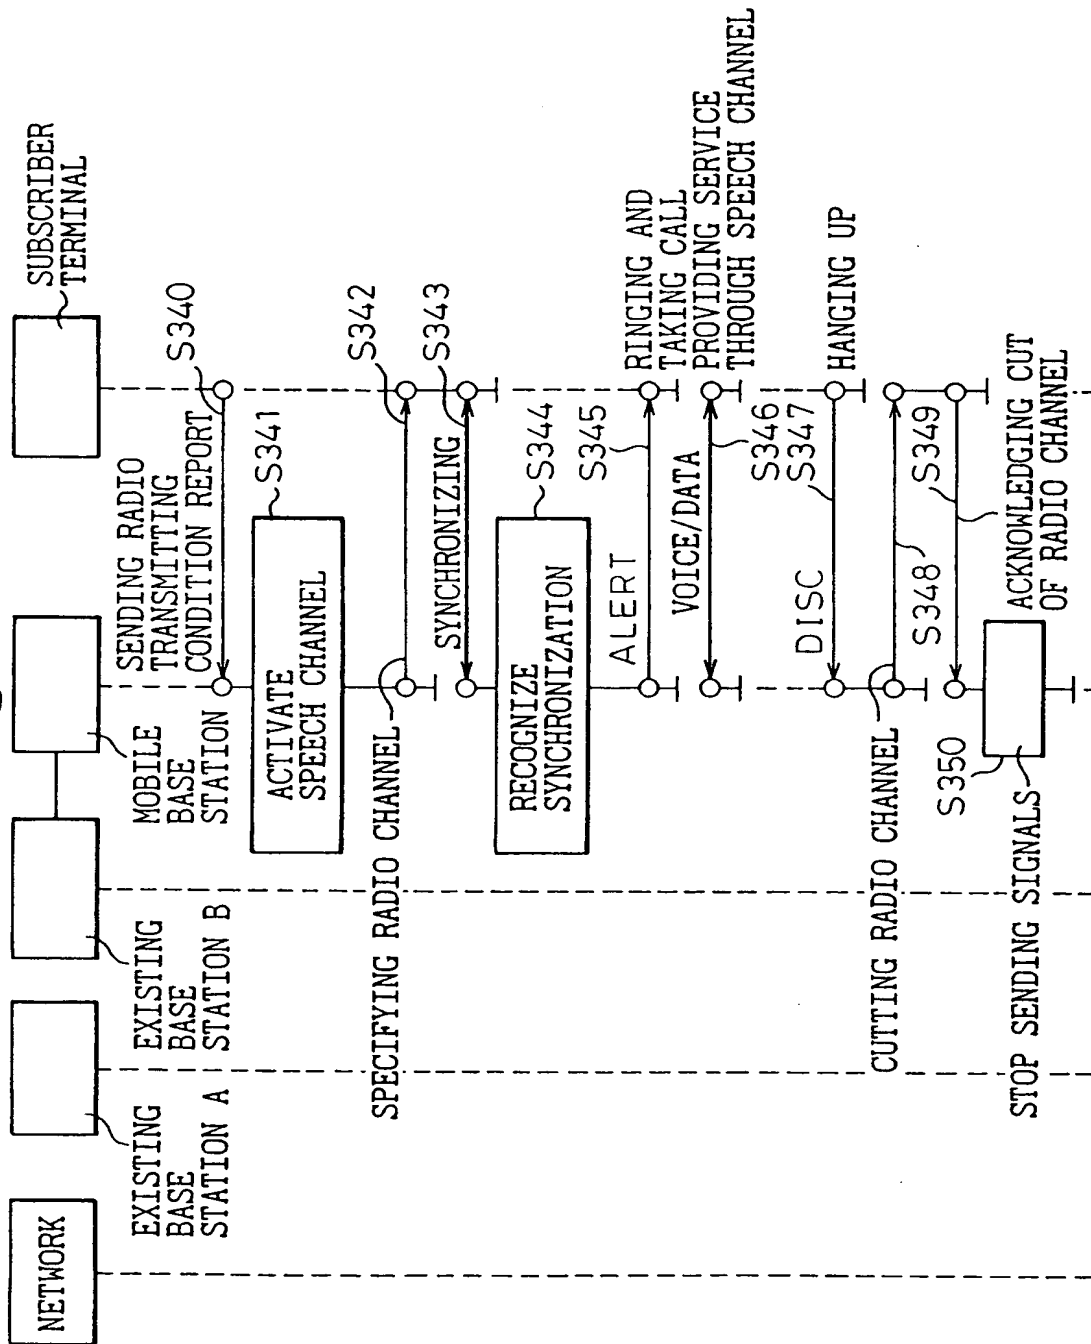 NETWORK
EXISTING
BASE
STATION A
EXISTING
BASE
STATION B
MOBILE
BASE
STATION
SUBSCRIBER
TERMINAL
SENDING RADIO
TRANSMITTING
CONDITION REPORT
S340
ACTIVATE
SPEECH CHANNEL
S341
SPECIFYING RADIO CHANNEL
S342
SYNCHRONIZING
S343
RECOGNIZE
SYNCHRONIZATION
S344
ALERT
S345
RINGING AND
TAKING CALL
VOICE/DATA
PROVIDING SERVICE
THROUGH SPEECH CHANNEL
S346
S347
DISC
HANGING UP
CUTTING RADIO CHANNEL
S348
S349
ACKNOWLEDGING CUT
OF RADIO CHANNEL
S350
STOP SENDING SIGNALS